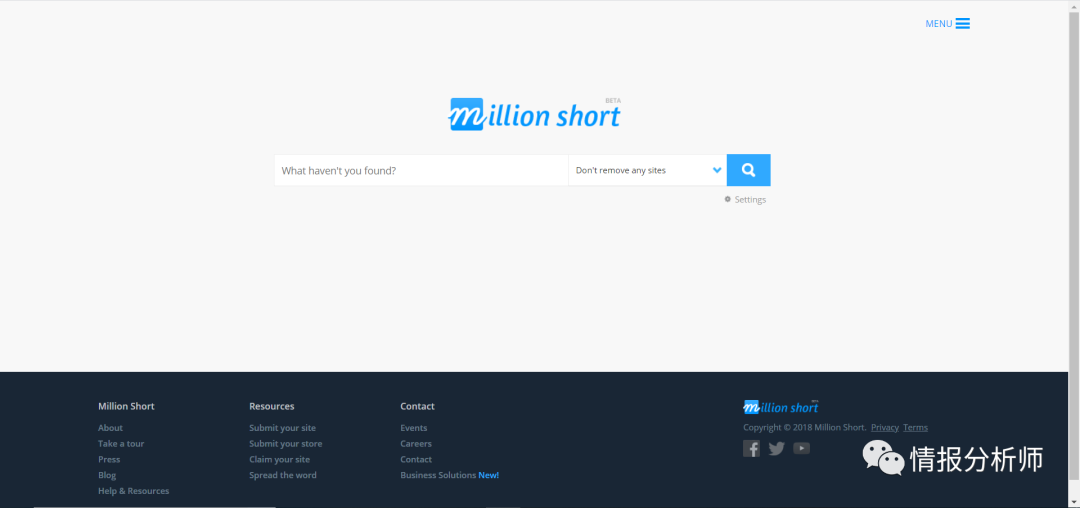 MENU
million short
BETA
What haven't you found?
Don't remove any sites
Settings
Million Short
About
Take a tour
Press
Blog
Help & Resources
Resources
Submit your site
Submit your store
Claim your site
Spread the word
Contact
Events
Careers
Contact
Business Solutions New!
million short
BETA
Copyright © 2018 Million Short. Privacy Terms
情报分析师